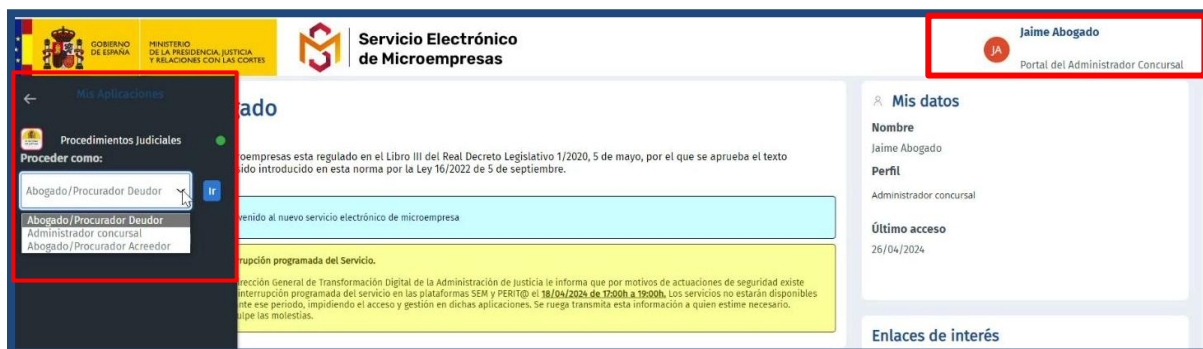 GOBIERNO
DE ESPAÑA
MINISTERIO
DE LA PRESIDENCIA, JUSTICIA
Y RELACIONES CON LAS CORTES
Servicio Electrónico
de Microempresas
JA
Jaime Abogado
Portal del Administrador Concursal
Mis Aplicaciones
Procedimientos Judiciales
Proceder como:
Abogado/Procurador Deudor
Ir
Abogado/Procurador Deudor
Administrador concursal
Abogado/Procurador Acreedor
gado
roempresas esta regulado en el Libro III del Real Decreto Legislativo 1/2020, 5 de mayo, por el que se aprueba el texto
sido introducido en esta norma por la Ley 16/2022 de 5 de septiembre.
venido al nuevo servicio electrónico de microempresa
rrupción programada del Servicio.
rección General de Transformación Digital de la Administración de Justicia le informa que por motivos de actuaciones de seguridad existe
interrupción programada del servicio en las plataformas SEM y PERIT@ el 18/04/2024 de 17:00h a 19:00h. Los servicios no estarán disponibles
nte ese periodo, impidiendo el acceso y gestión en dichas aplicaciones. Se ruega transmita esta información a quien estime necesario.
ulpe las molestias.
Mis datos
Nombre
Jaime Abogado
Perfil
Administrador concursal
Último acceso
26/04/2024
Enlaces de interés